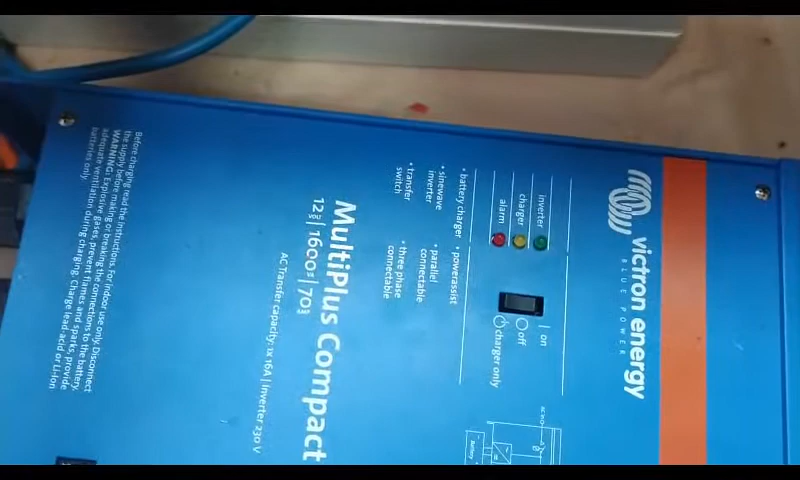 victron energy
BLUE POWER
inverter
charger
alarm
on
off
charger only
• battery charger
• sinewave
inverter
• transfer
switch
• powerassist
• parallel
connectable
• three phase
connectable
MultiPlus Compact
12 | 1600 | 70
AC Transfer capacity: 1x 16A | Inverter 230 V
Before charging read the instructions. For indoor use only. Disconnect
the supply before making or breaking the connections to the battery.
WARNING: Explosive gases, prevent flames and sparks, provide
adequate ventilation during charging. Charge lead-acid or Li-Ion
batteries only.